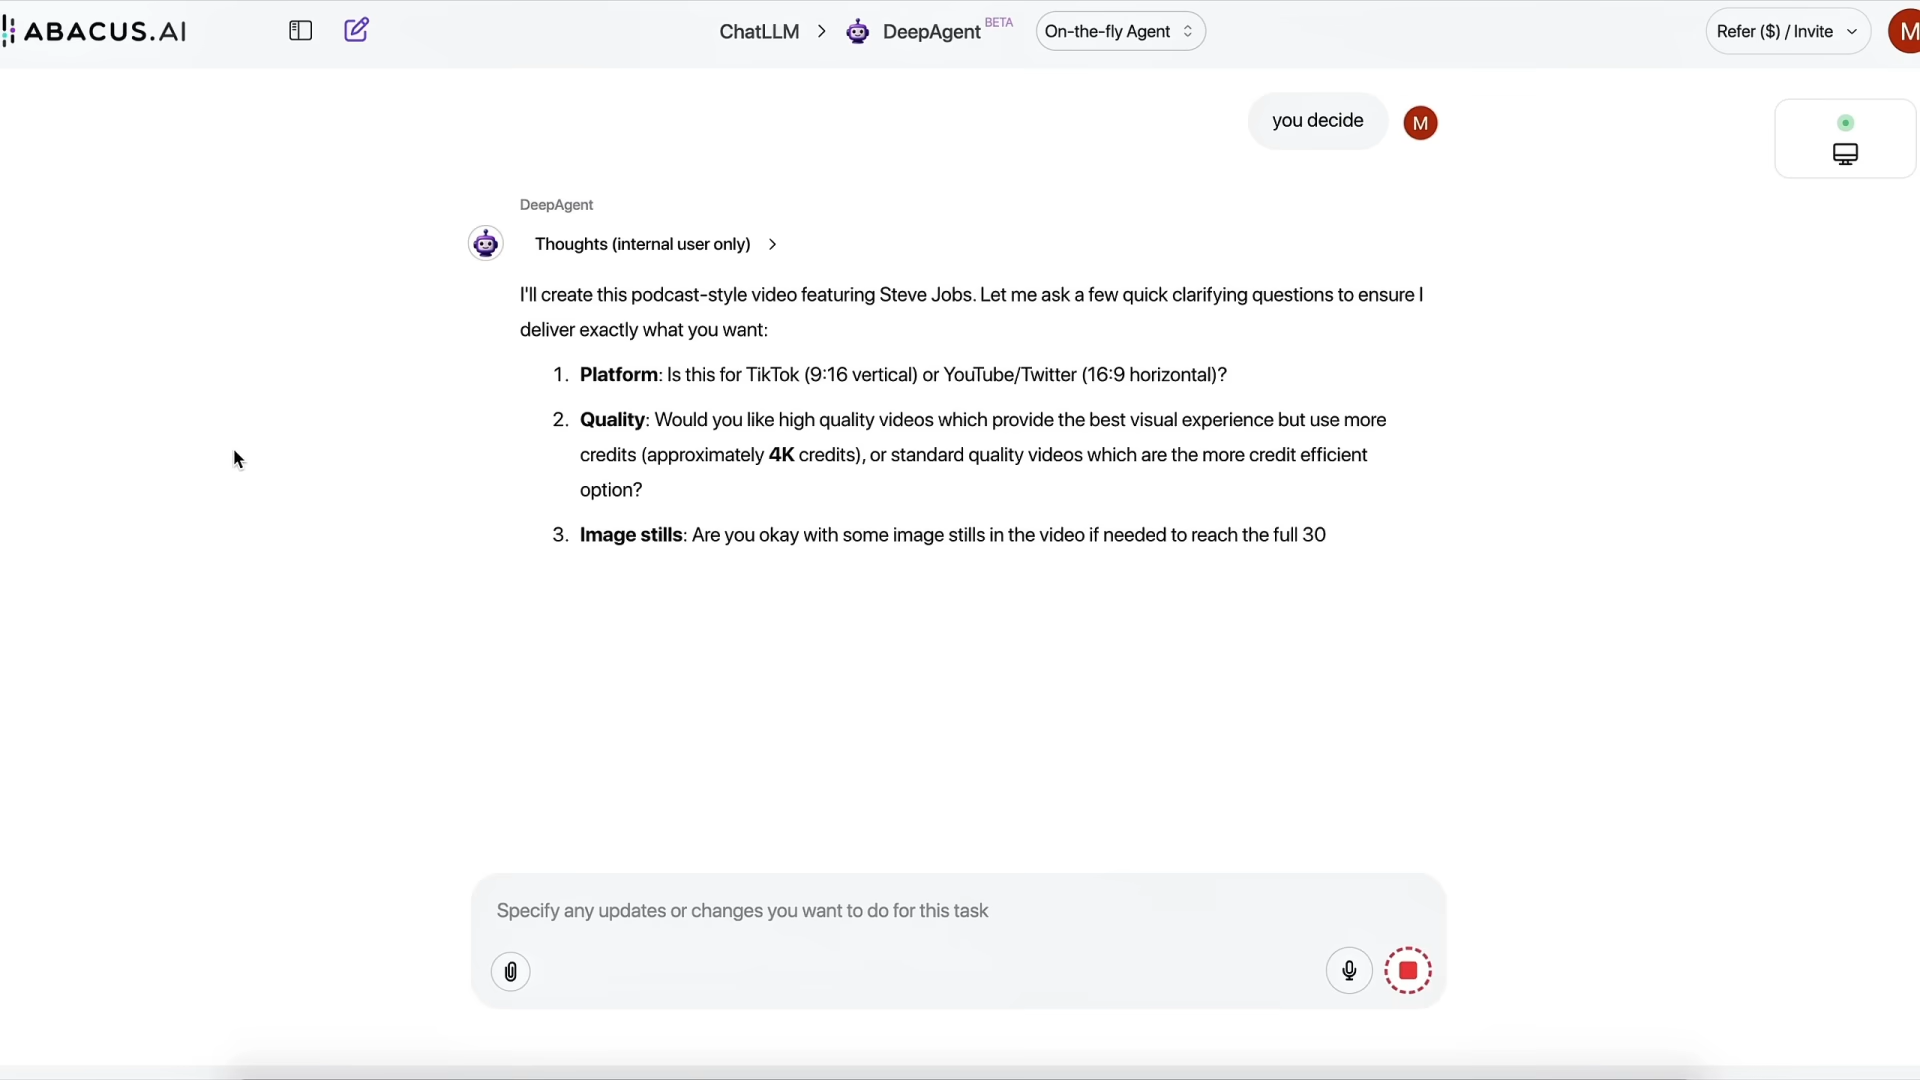 ABACUS.AI
ChatLLM > DeepAgent BETA On-the-fly Agent
Refer ($) / Invite
M
you decide
M
DeepAgent
Thoughts (internal user only) >
I'll create this podcast-style video featuring Steve Jobs. Let me ask a few quick clarifying questions to ensure I
deliver exactly what you want:
1. Platform: Is this for TikTok (9:16 vertical) or YouTube/Twitter (16:9 horizontal)?
2. Quality: Would you like high quality videos which provide the best visual experience but use more
credits (approximately 4K credits), or standard quality videos which are the more credit efficient
option?
3. Image stills: Are you okay with some image stills in the video if needed to reach the full 30
Specify any updates or changes you want to do for this task